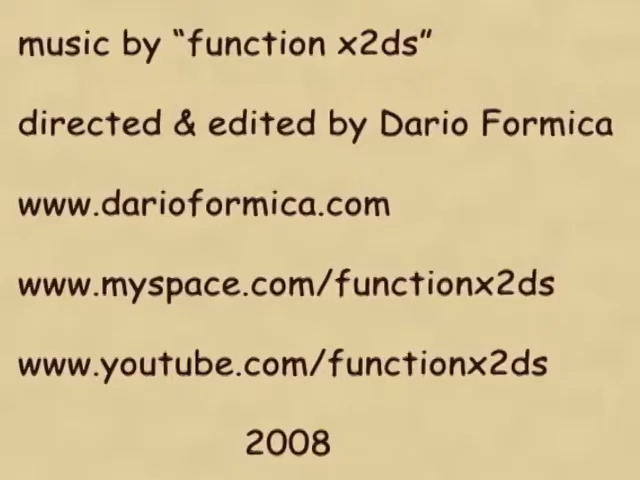 music by “function x2ds”
directed & edited by Dario Formica
www.darioformica.com
www.myspace.com/functionx2ds
www.youtube.com/functionx2ds
2008